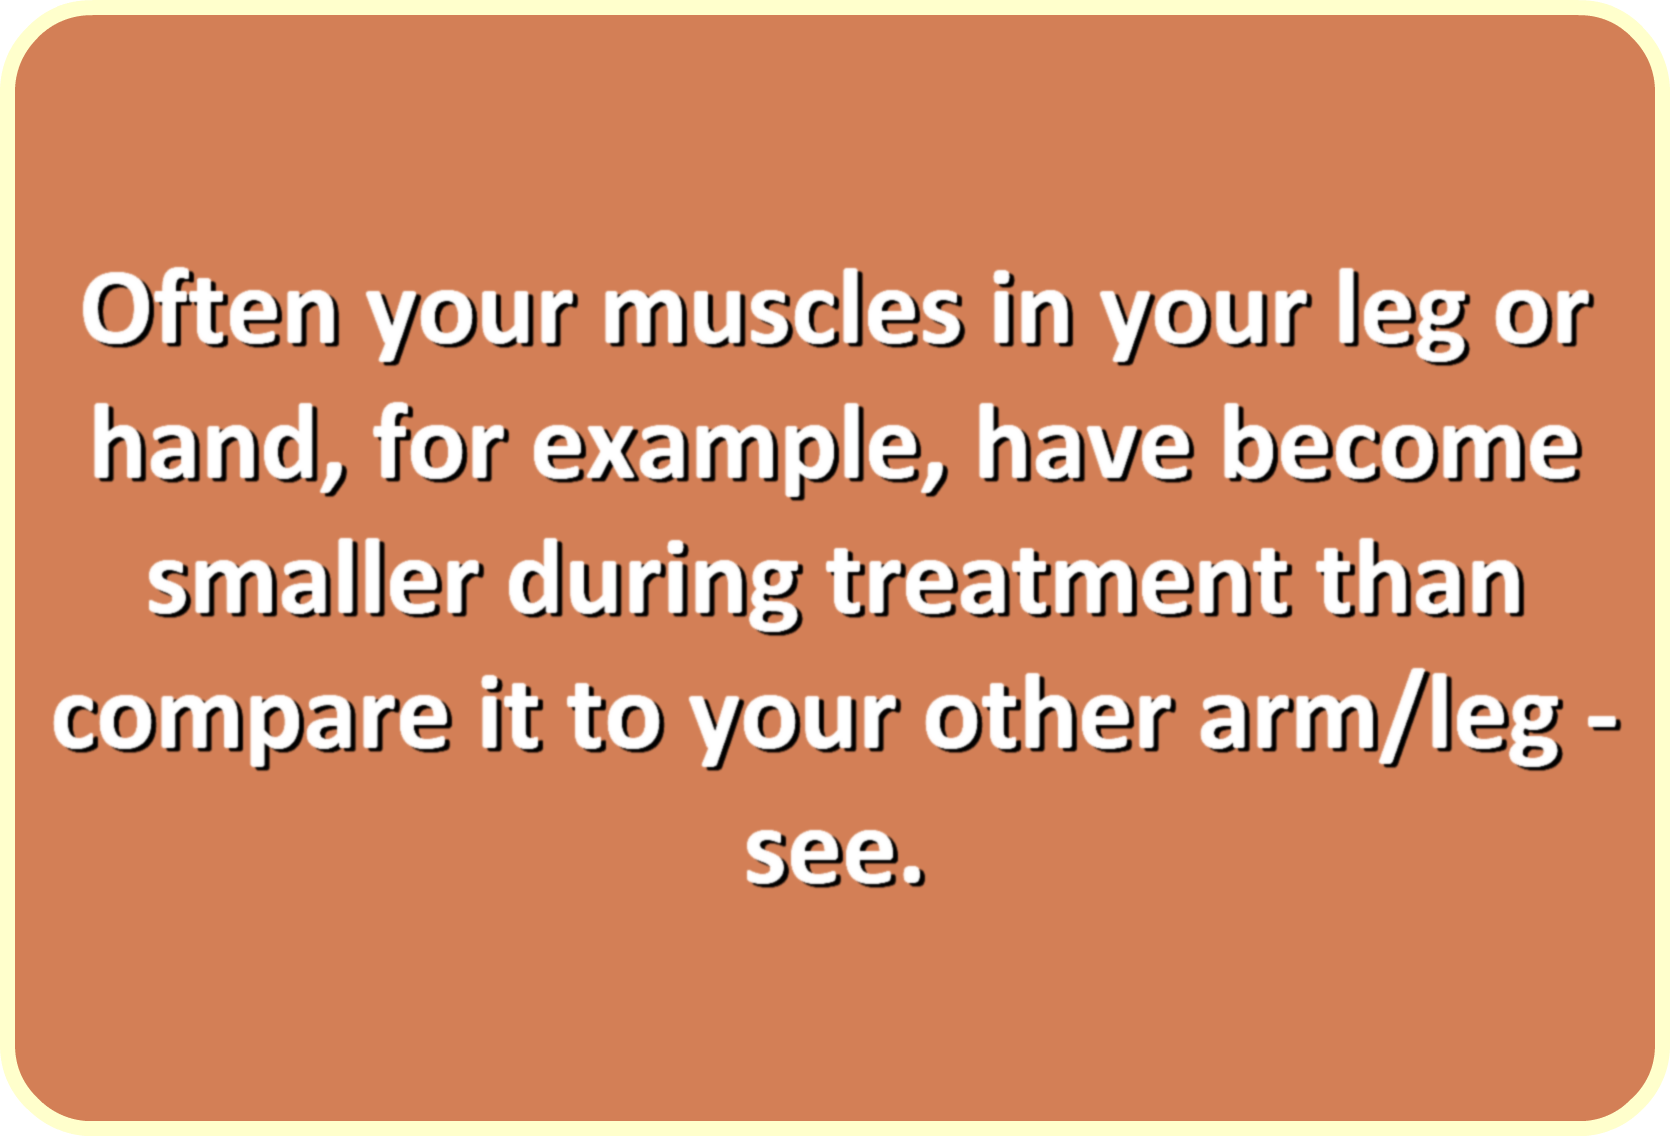 Often your muscles in your leg or
hand, for example, have become
smaller during treatment than
compare it to your other arm/leg -
see.